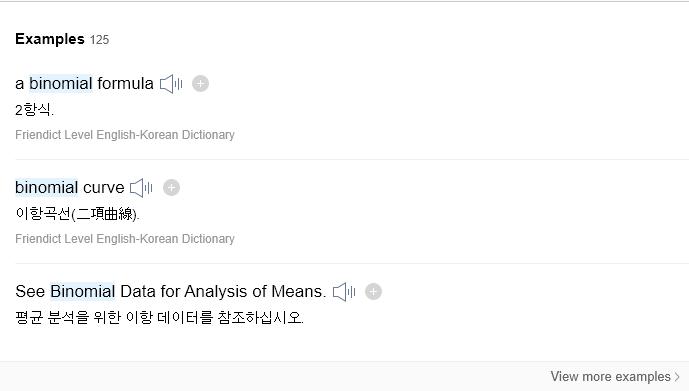 Examples 125
a binomial formula
2항식.
Friendict Level English-Korean Dictionary
binomial curve
이항곡선(二項曲線).
Friendict Level English-Korean Dictionary
See Binomial Data for Analysis of Means.
평균 분석을 위한 이항 데이터를 참조하십시오.
View more examples